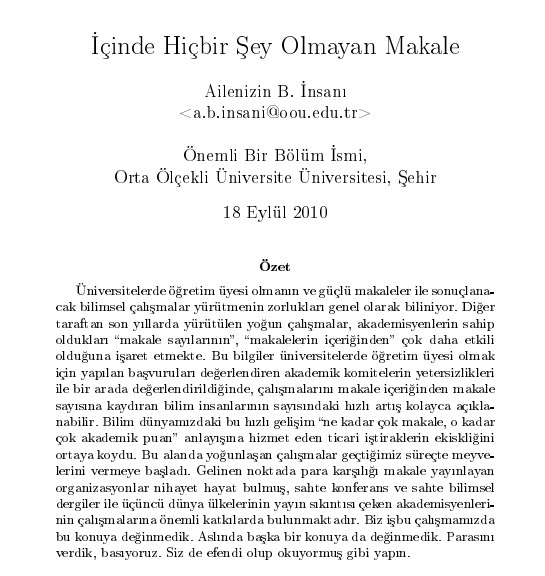 İçinde Hiçbir Şey Olmayan Makale
Ailenizin B. İnsanı
<a.b.insani@oou.edu.tr>
Önemli Bir Bölüm İsmi,
Orta Ölçekli Üniversite Üniversitesi, Şehir
18 Eylül 2010
Özet
Üniversitelerde öğretim üyesi olmanın ve güçlü makaleler ile sonuçlana-
cak bilimsel çalışmalar yürütmenin zorlukları genel olarak biliniyor. Diğer
taraftan son yıllarda yürütülen yoğun çalışmalar, akademisyenlerin sahip
oldukları “makale sayılarının”, “makalelerin içeriğinden” çok daha etkili
olduğuna işaret etmekte. Bu bilgiler üniversitelerde öğretim üyesi olmak
için yapılan başvuruları değerlendiren akademik komitelerin yetersizlikleri
ile bir arada değerlendirildiğinde, çalışmalarını makale içeriğinden makale
sayısına kaydıran bilim insanlarının sayısındaki hızlı artış kolayca açıkla-
nabilir. Bilim dünyamızdaki bu hızlı gelişim “ne kadar çok makale, o kadar
çok akademik puan” anlayışına hizmet eden ticari iştiraklerin eksikliğini
ortaya koydu. Bu alanda yoğunlaşan çalışmalar geçtiğimiz süreçte meyve-
lerini vermeye başladı. Gelinen noktada para karşılığı makale yayınlayan
organizasyonlar nihayet hayat bulmuş, sahte konferans ve sahte bilimsel
dergiler ile üçüncü dünya ülkelerinin yayın sıkıntısı çeken akademisyenleri-
nin çalışmalarına önemli katkılarda bulunmaktadır. Biz işbu çalışmamızda
bu konuya değinmedik. Aslında başka bir konuya da değinmedik. Parasını
verdik, basıyoruz. Siz de efendi olup okuyormuş gibi yapın.